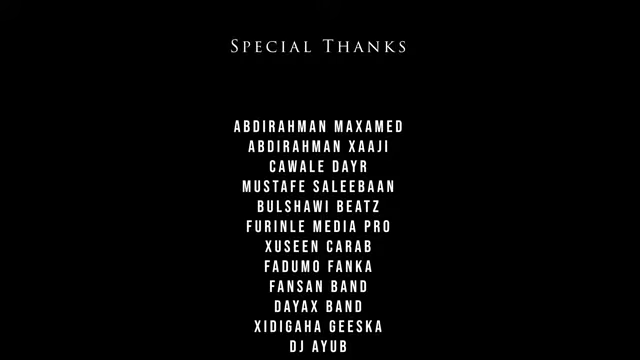 Special Thanks
ABDIRAHMAN MAXAMED
ABDIRAHMAN XAAJI
CAWALE DAYR
MUSTAFE SALEEBAAN
BULSHAWI BEATZ
FURINLE MEDIA PRO
XUSEEN CARAB
FADUMO FANKA
FANSAN BAND
DAYAX BAND
XIDIGAHA GEESKA
DJ AYUB